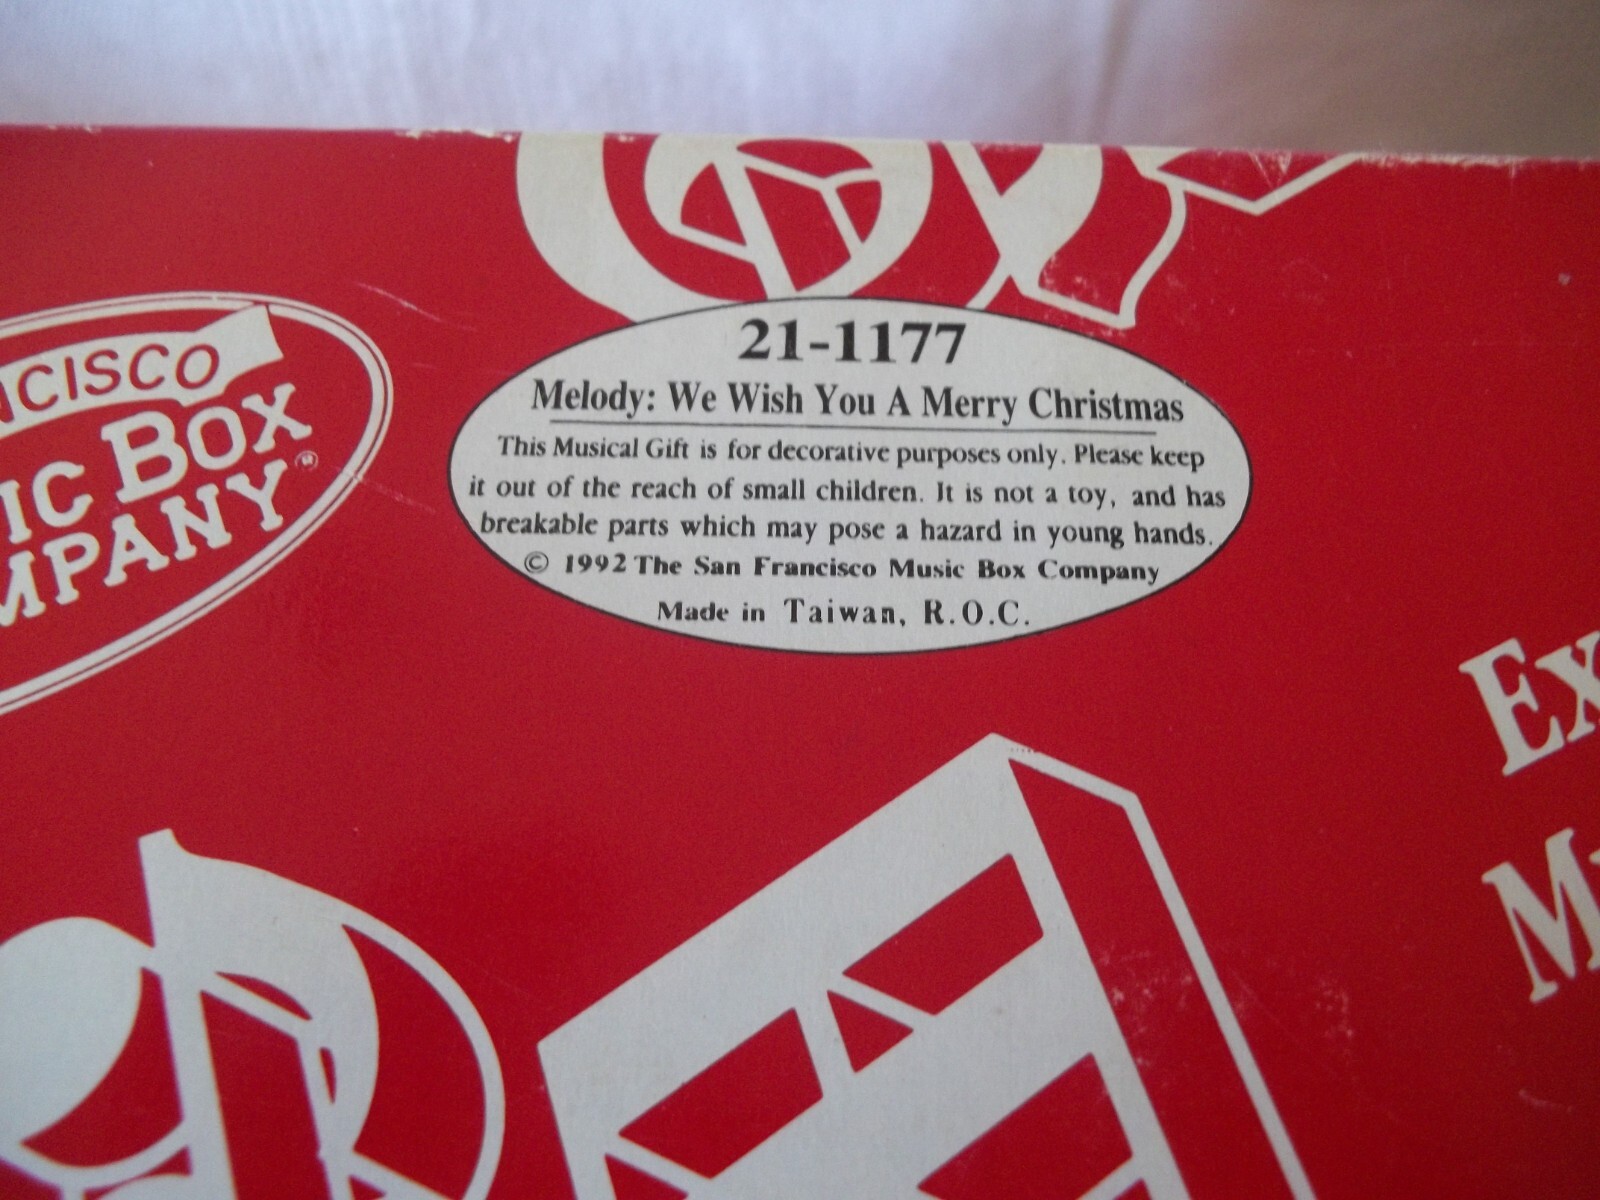 NCISCO
IC BOX
MPANY®
21-1177
Melody: We Wish You A Merry Christmas
This Musical Gift is for decorative purposes only. Please keep
it out of the reach of small children. It is not a toy, and has
breakable parts which may pose a hazard in young hands.
© 1992 The San Francisco Music Box Company
Made in Taiwan, R.O.C.
Ex
M